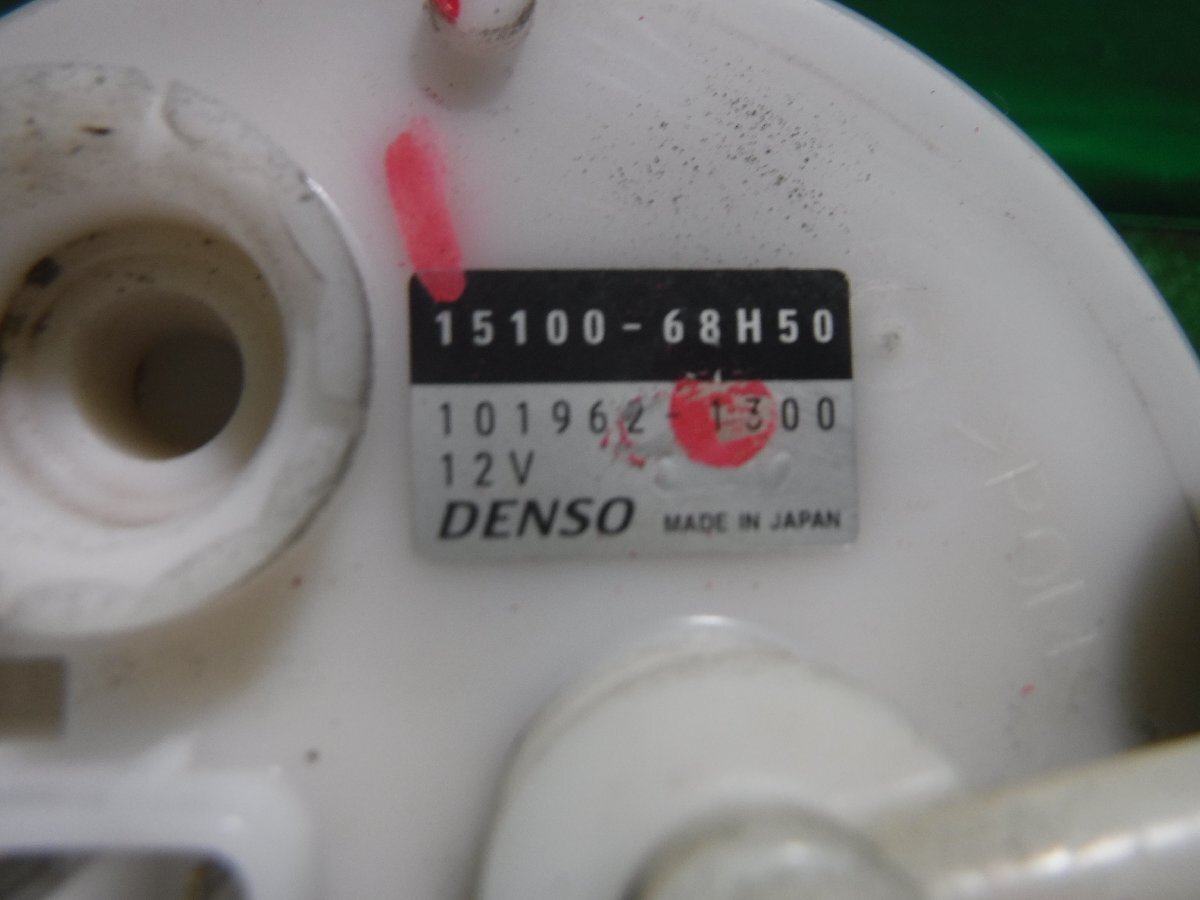 15100-68H50
101962-1300
12V
DENSO MADE IN JAPAN